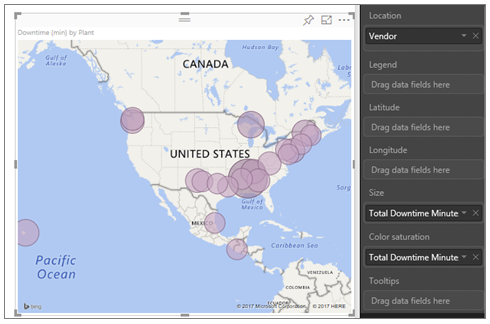 Downtime (min) by Plant
Location
Vendor
Legend
Drag data fields here
Latitude
Drag data fields here
Longitude
Drag data fields here
Size
Total Downtime Minute
Color saturation
Total Downtime Minute
Tooltips
Drag data fields here
Gulf of
Alaska
Hudson Bay
CANADA
UNITED STATES
Gulf of
Mexico
MEXICO
Caribbean Sea
Pacific
Ocean
VENEZUELA
COLOMBIA
bing
© 2017 Microsoft Corporation © 2017 HERE